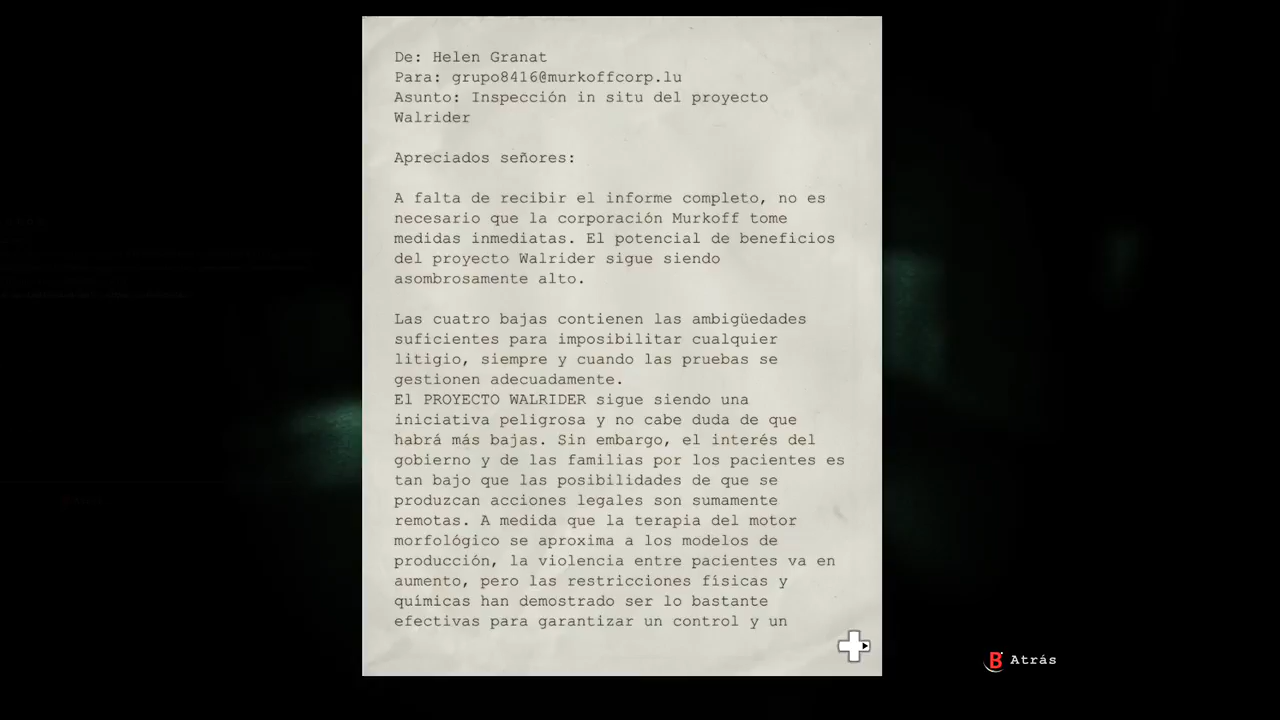 De: Helen Granat
Para: grupo8416@murkoffcorp.lu
Asunto: Inspección in situ del proyecto
Walrider
Apreciados señores:
A falta de recibir el informe completo, no es
necesario que la corporación Murkoff tome
medidas inmediatas. El potencial de beneficios
del proyecto Walrider sigue siendo
asombrosamente alto.
Las cuatro bajas contienen las ambigüedades
suficientes para imposibilitar cualquier
litigio, siempre y cuando las pruebas se
gestionen adecuadamente.
El PROYECTO WALRIDER sigue siendo una
iniciativa peligrosa y no cabe duda de que
habrá más bajas. Sin embargo, el interés del
gobierno y de las familias por los pacientes es
tan bajo que las posibilidades de que se
produzcan acciones legales son sumamente
remotas. A medida que la terapia del motor
morfológico se aproxima a los modelos de
producción, la violencia entre pacientes va en
aumento, pero las restricciones físicas y
químicas han demostrado ser lo bastante
efectivas para garantizar un control y un
B Atrás